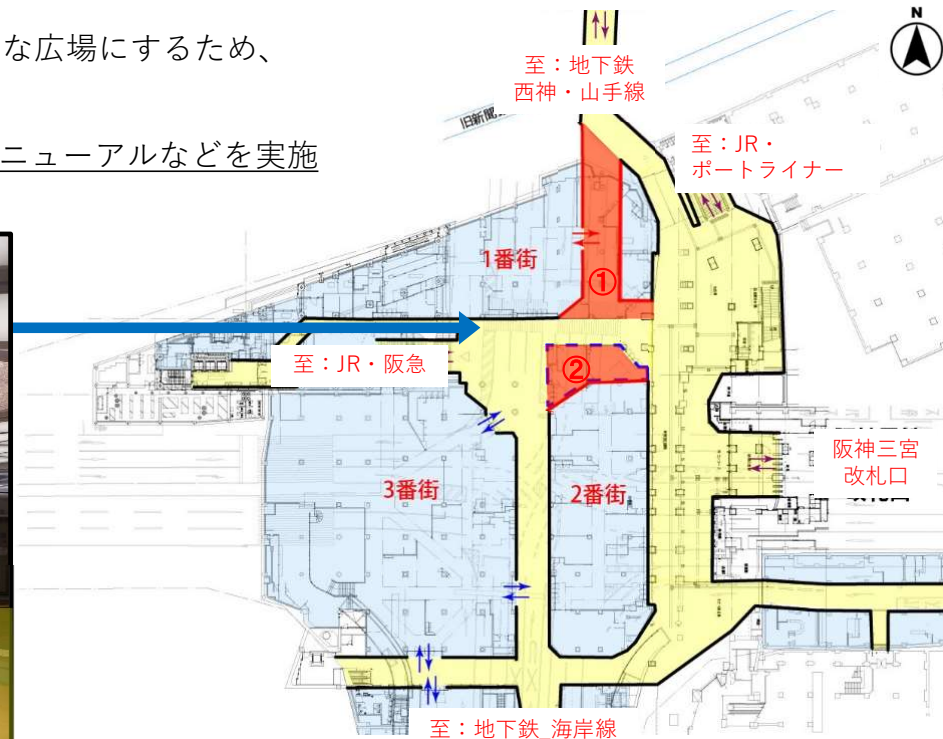 な広場にするため、
ニューアルなどを実施
N
至：地下鉄
西神・山手線
旧新聞
至：JR・
ポートライナー
1番街
①
至：JR・阪急
②
阪神三宮
改札口
3番街
2番街
至：地下鉄_海岸線